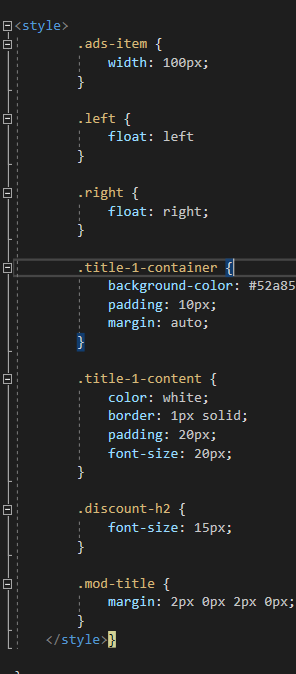 <style>
.ads-item {
width: 100px;
}
.left {
float: left
}
.right {
float: right;
}
.title-1-container {
background-color: #52a85
padding: 10px;
margin: auto;
}
.title-1-content {
color: white;
border: 1px solid;
padding: 20px;
font-size: 20px;
}
.discount-h2 {
font-size: 15px;
}
.mod-title {
margin: 2px 0px 2px 0px;
}
</style>}